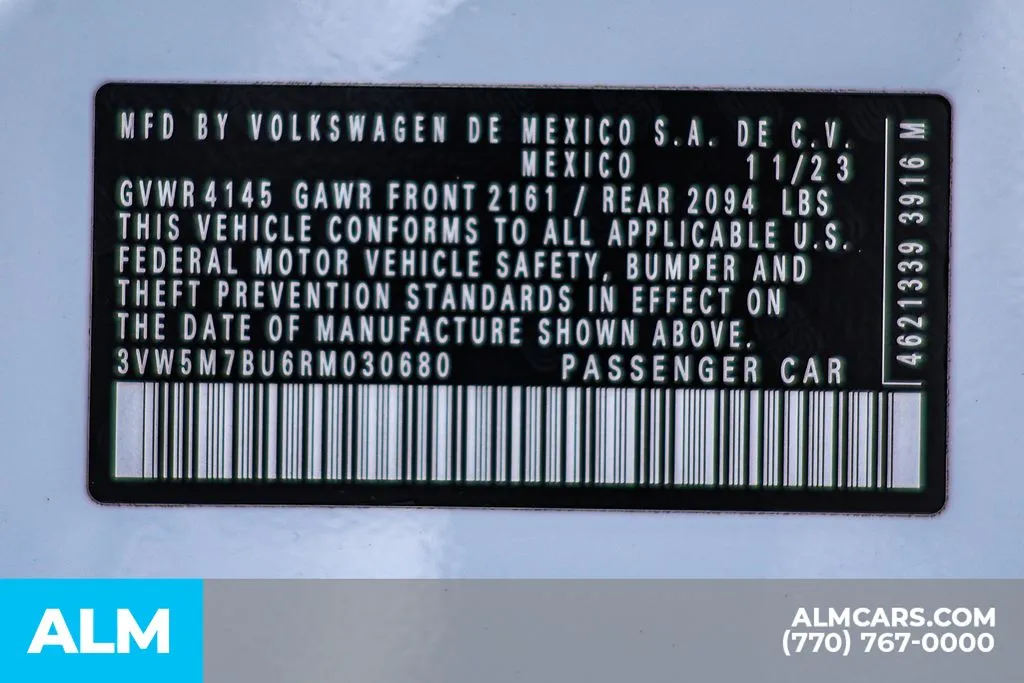 MFD BY VOLKSWAGEN DE MEXICO S.A. DE C.V.
MEXICO 11/23
GVWR 4145 GAWR FRONT 2161 / REAR 2094 LBS
THIS VEHICLE CONFORMS TO ALL APPLICABLE U.S.
FEDERAL MOTOR VEHICLE SAFETY, BUMPER AND
THEFT PREVENTION STANDARDS IN EFFECT ON
THE DATE OF MANUFACTURE SHOWN ABOVE.
3VW5M7BU6RM030680 PASSENGER CAR
4621339 3916 M
ALM
ALMCARS.COM
(770) 767-0000